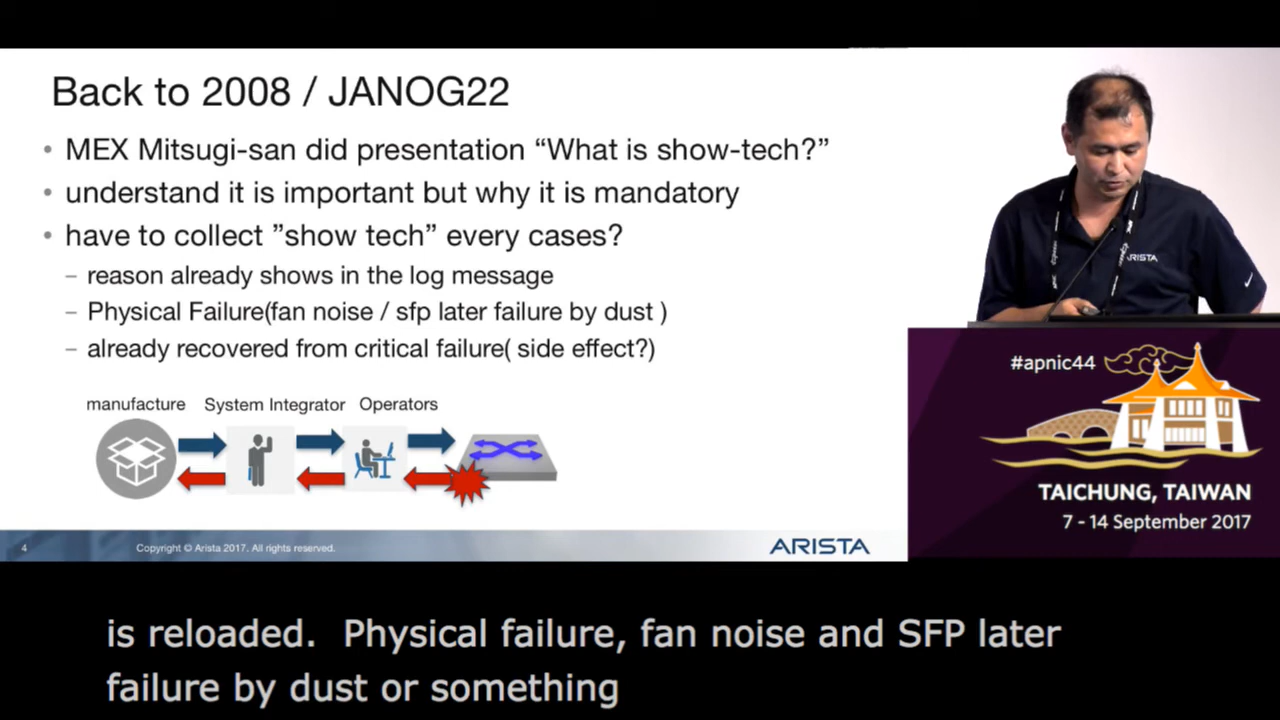 Back to 2008 / JANOG22
• MEX Mitsugi-san did presentation “What is show-tech?”
• understand it is important but why it is mandatory
• have to collect ”show tech” every cases?
– reason already shows in the log message
– Physical Failure(fan noise / sfp later failure by dust )
– already recovered from critical failure( side effect?)
manufacture System Integrator Operators
4 Copyright © Arista 2017. All rights reserved. ARISTA
ARISTA
#apnic44
TAICHUNG, TAIWAN
7 - 14 September 2017
is reloaded. Physical failure, fan noise and SFP later
failure by dust or something